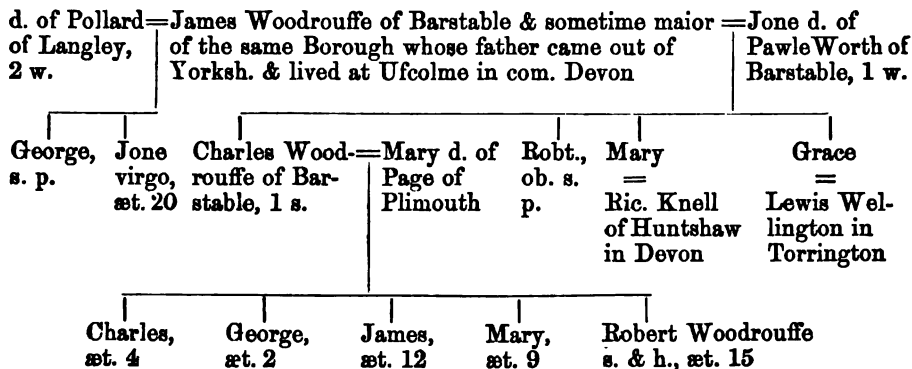 d. of Pollard=James Woodrouffe of Barstable & sometime maior=Jone d. of
of Langley, of the same Borough whose father came out of Pawle Worth of
2 w. Yorksh. & lived at Ufcolme in com. Devon Barstable, 1 w.
George, Jone Charles Wood-=Mary d. of Robt., Mary Grace
s. p. virgo, rouffe of Bar- Page of ob. s. = =
æt. 20 stable, 1 s. Plimouth p. Ric. Knell Lewis Wel-
of Huntshaw lington in
in Devon Torrington
Charles, George, James, Mary, Robert Woodrouffe
æt. 4 æt. 2 æt. 12 æt. 9 s. & h., æt. 15